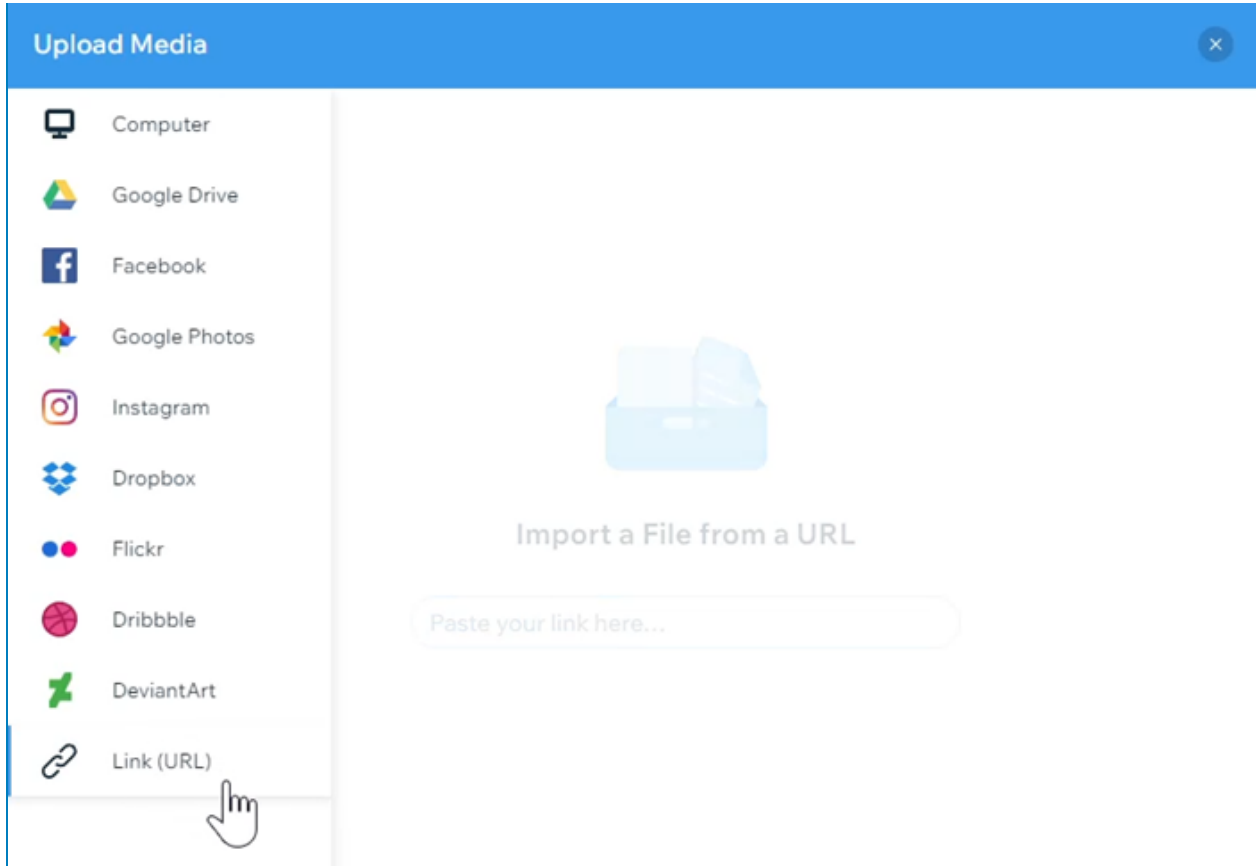 Upload Media
Computer
Google Drive
Facebook
Google Photos
Instagram
Dropbox
Flickr
Dribbble
DeviantArt
Link (URL)
Import a File from a URL
Paste your link here...